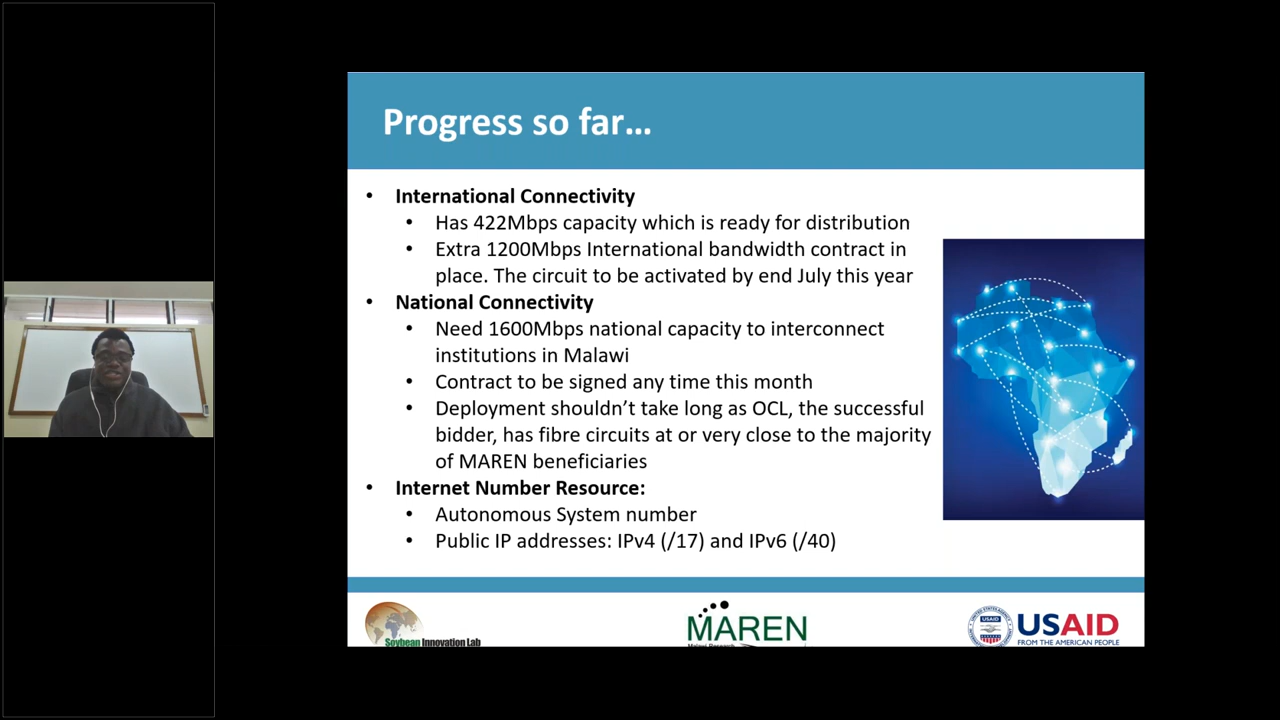 Progress so far…
• International Connectivity
• Has 422Mbps capacity which is ready for distribution
• Extra 1200Mbps International bandwidth contract in
place. The circuit to be activated by end July this year
• National Connectivity
• Need 1600Mbps national capacity to interconnect
institutions in Malawi
• Contract to be signed any time this month
• Deployment shouldn’t take long as OCL, the successful
bidder, has fibre circuits at or very close to the majority
of MAREN beneficiaries
• Internet Number Resource:
• Autonomous System number
• Public IP addresses: IPv4 (/17) and IPv6 (/40)
Soybean Innovation Lab
MAREN
Malawi Research
USAID
USAID
FROM THE AMERICAN PEOPLE